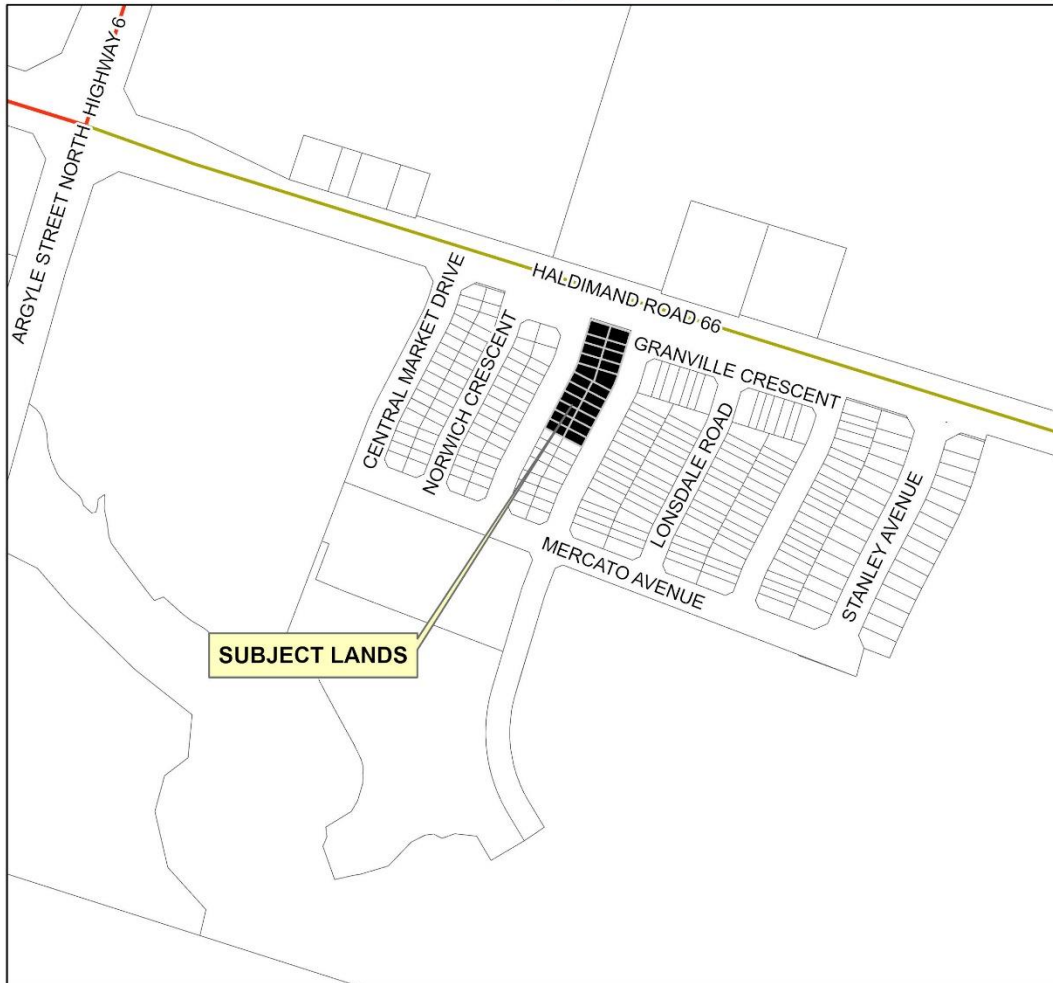 HIGHWAY 6
ARGYLE STREET NORTH
HALDIMAND ROAD 66
CENTRAL MARKET DRIVE
NORWICH CRESCENT
GRANVILLE CRESCENT
LONSDALE ROAD
STANLEY AVENUE
MERCATO AVENUE
SUBJECT LANDS